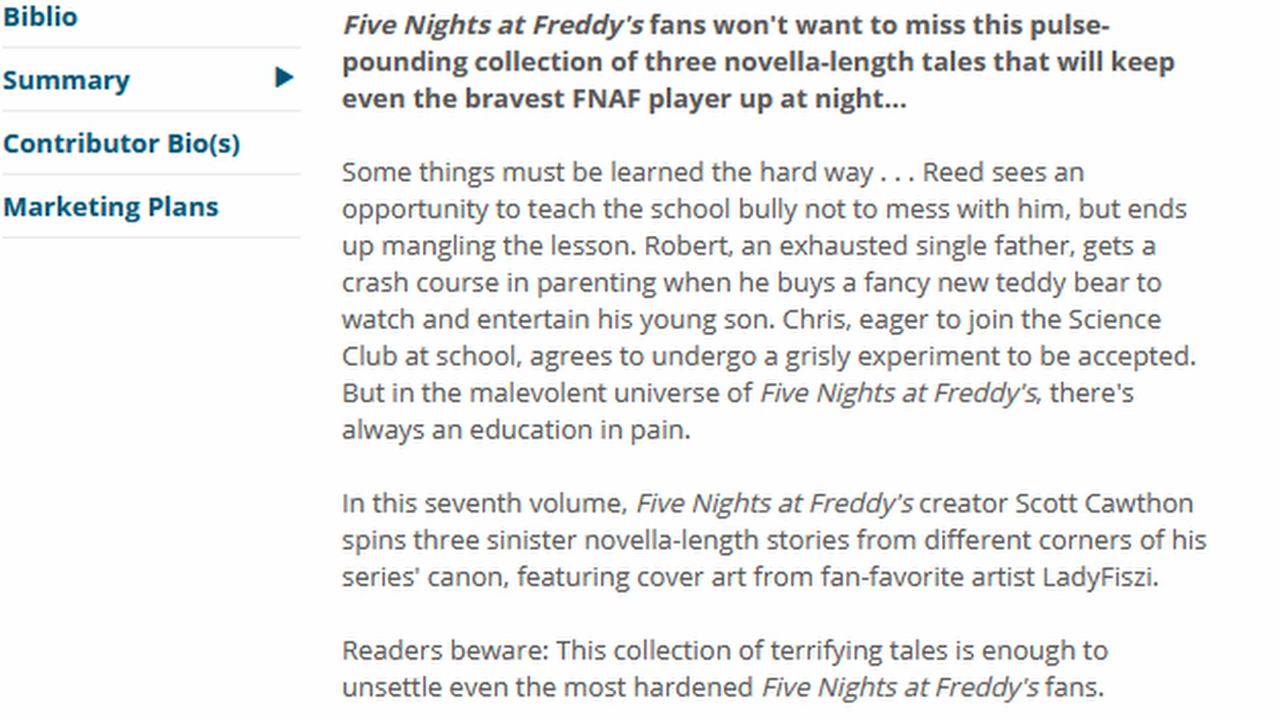 Biblio
Summary
Contributor Bio(s)
Marketing Plans
Five Nights at Freddy's fans won't want to miss this pulse-
pounding collection of three novella-length tales that will keep
even the bravest FNAF player up at night...
Some things must be learned the hard way . . . Reed sees an
opportunity to teach the school bully not to mess with him, but ends
up mangling the lesson. Robert, an exhausted single father, gets a
crash course in parenting when he buys a fancy new teddy bear to
watch and entertain his young son. Chris, eager to join the Science
Club at school, agrees to undergo a grisly experiment to be accepted.
But in the malevolent universe of Five Nights at Freddy's, there's
always an education in pain.
In this seventh volume, Five Nights at Freddy's creator Scott Cawthon
spins three sinister novella-length stories from different corners of his
series' canon, featuring cover art from fan-favorite artist LadyFiszi.
Readers beware: This collection of terrifying tales is enough to
unsettle even the most hardened Five Nights at Freddy's fans.